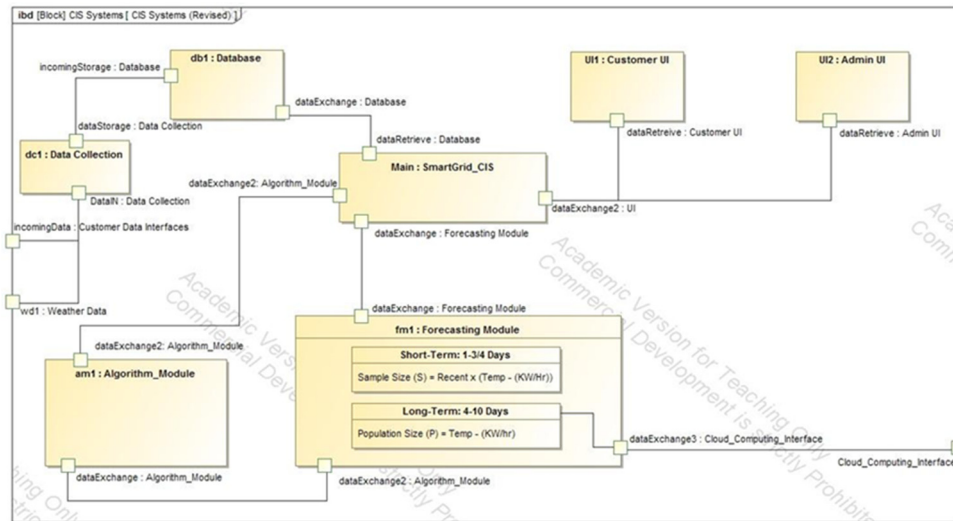 ibd [Block] CIS Systems [ CIS Systems (Revised) ]
db1 : Database
UI1 : Customer UI
UI2 : Admin UI
incomingStorage : Database
dataExchange : Database
dataStorage : Data Collection
dataRetreive : Customer UI
dataRetrieve : Admin UI
dc1 : Data Collection
dataRetrieve : Database
Main : SmartGrid_CIS
dataExchange2: Algorithm_Module
DataIN : Data Collection
dataExchange2 : UI
incomingData : Customer Data Interfaces
dataExchange : Forecasting Module
wd1 : Weather Data
dataExchange : Forecasting Module
fm1 : Forecasting Module
dataExchange2: Algorithm_Module
Short-Term: 1-3/4 Days
am1 : Algorithm_Module
Sample Size (S) = Recent x (Temp - (KW/Hr))
Long-Term: 4-10 Days
Population Size (P) = Temp - (KW/hr)
dataExchange3 : Cloud_Computing_Interface
Cloud_Computing_Interface
dataExchange : Algorithm_Module
dataExchange2 : Algorithm_Module
Academic Version for Teaching Only
Commercial Development is strictly Prohibite